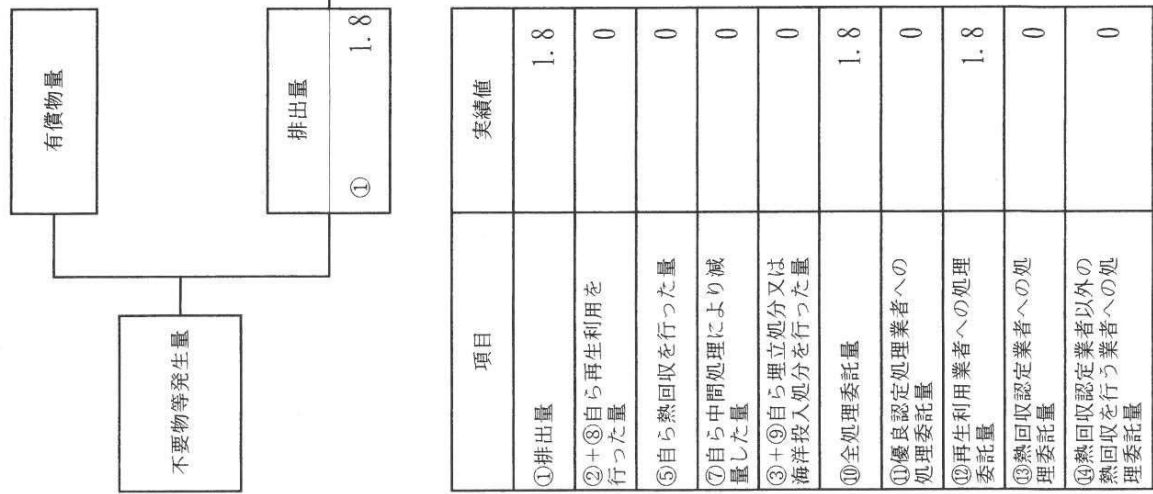 有償物量
不要物等発生量
排出量
① 1.8
項目 実績値
①排出量 1.8
②+⑧自ら再生利用を 0
行った量
⑤自ら熱回収を行った量 0
⑦自ら中間処理により減 0
量した量
③+⑨自ら埋立処分又は 0
海洋投入処分を行った量
⑩全処理委託量 1.8
⑪優良認定処理業者への 0
処理委託量
⑫再生利用業者への処理 1.8
委託量
⑬熱回収認定業者への処 0
理委託量
⑭熱回収認定業者以外の 0
熱回収を行う業者への処
理委託量